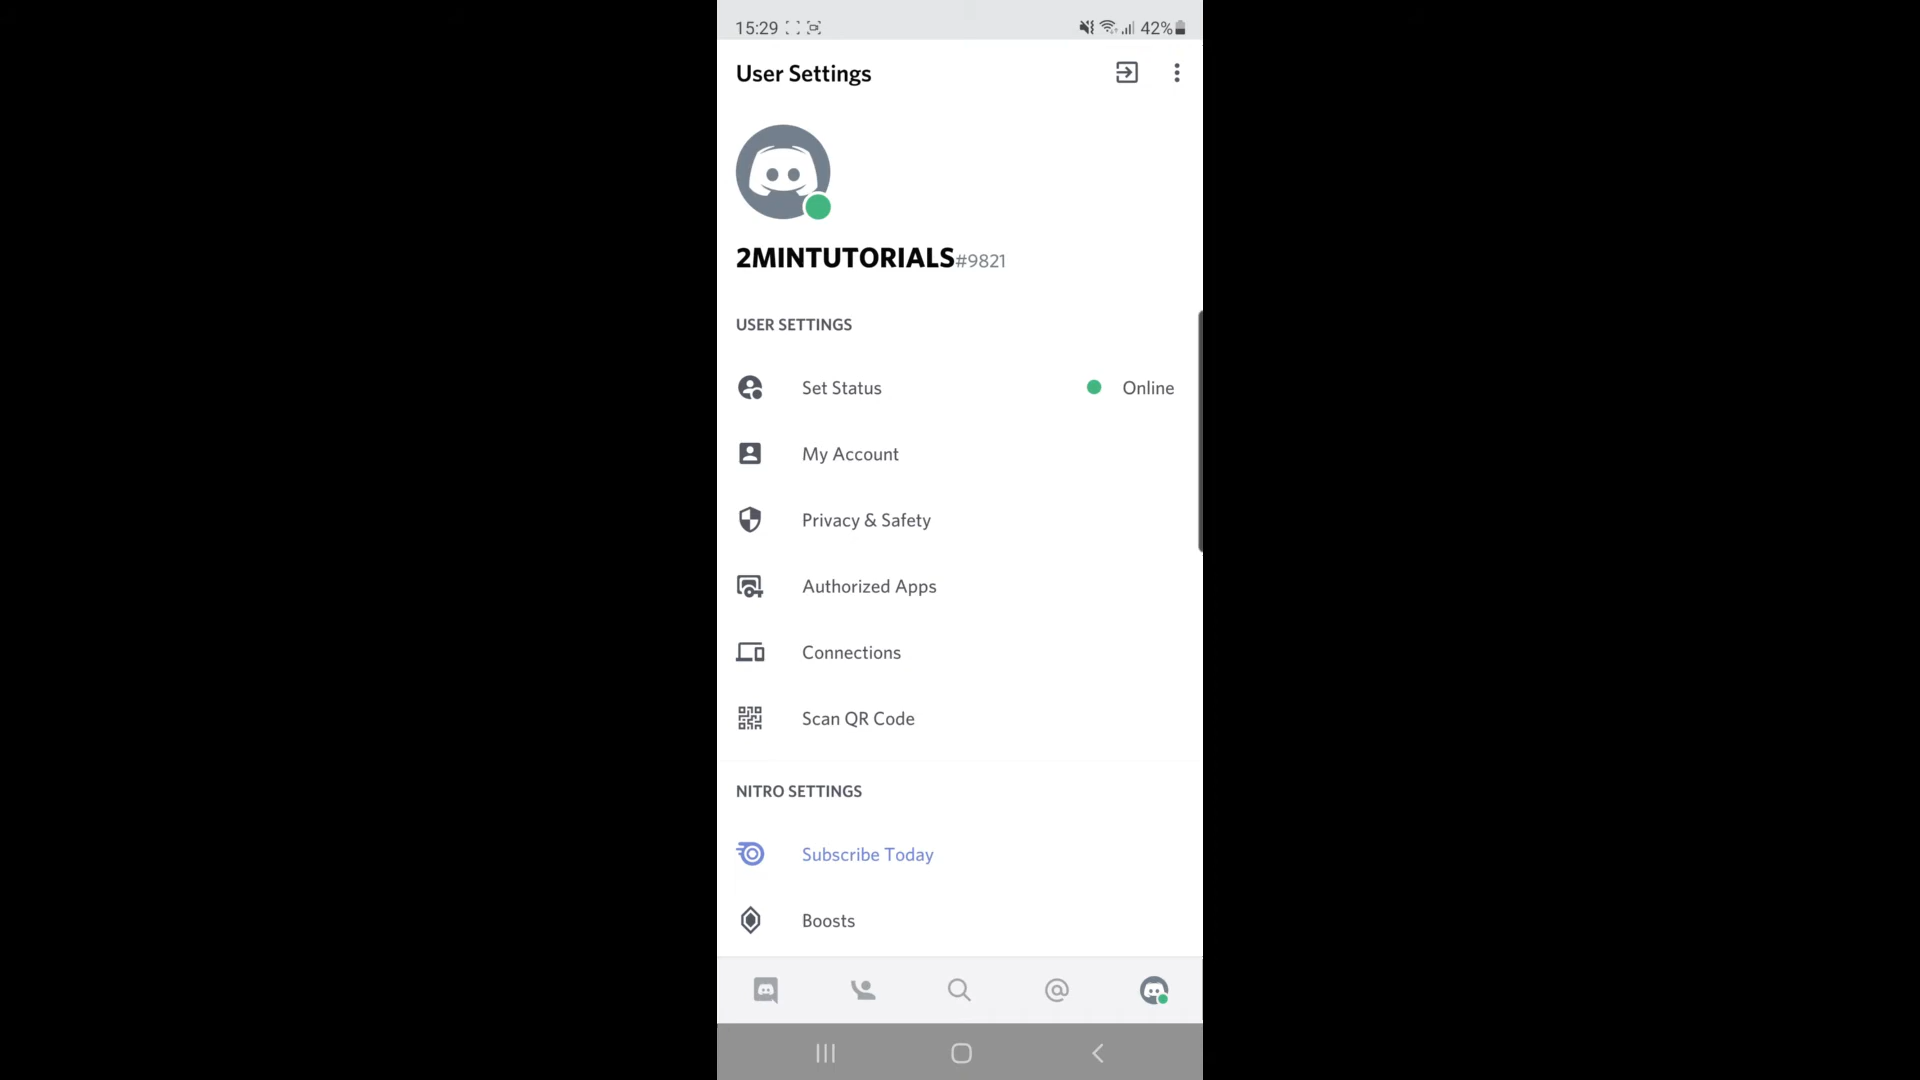 15:29 42%
User Settings
2MINTUTORIALS#9821
USER SETTINGS
Set Status Online
My Account
Privacy & Safety
Authorized Apps
Connections
Scan QR Code
NITRO SETTINGS
Subscribe Today
Boosts